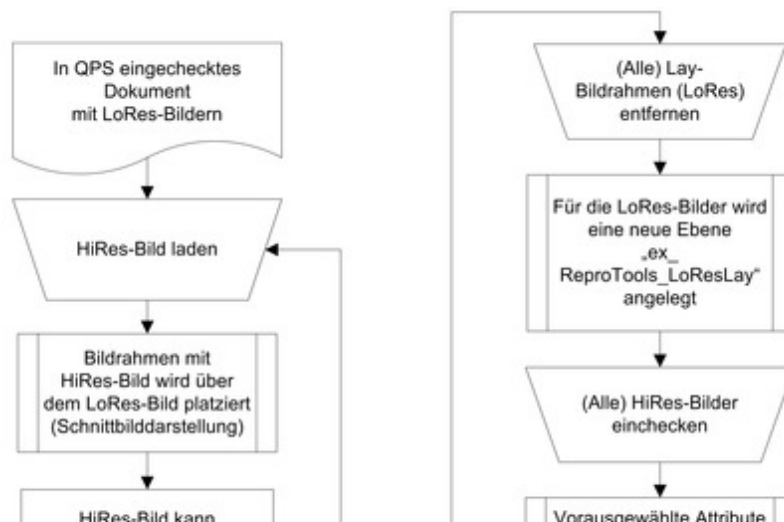 In QPS eingechecktes
Dokument
mit LoRes-Bildern
HiRes-Bild laden
Bildrahmen mit
HiRes-Bild wird über
dem LoRes-Bild platziert
(Schnittbilddarstellung)
HiRes-Bild kann
(Alle) Lay-
Bildrahmen (LoRes)
entfernen
Für die LoRes-Bilder wird
eine neue Ebene
„ex_
ReproTools_LoResLay“
angelegt
(Alle) HiRes-Bilder
einchecken
Vorausgewählte Attribute